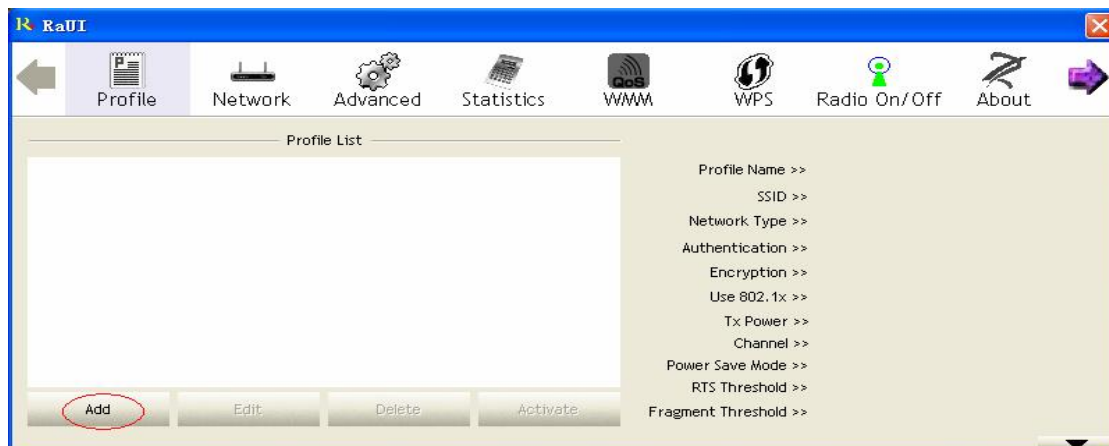 RaUI
Profile Network Advanced Statistics QoS WMM WPS Radio On/Off About
Profile List
Profile Name >>
SSID >>
Network Type >>
Authentication >>
Encryption >>
Use 802.1x >>
Tx Power >>
Channel >>
Power Save Mode >>
RTS Threshold >>
Fragment Threshold >>
Add Edit Delete Activate